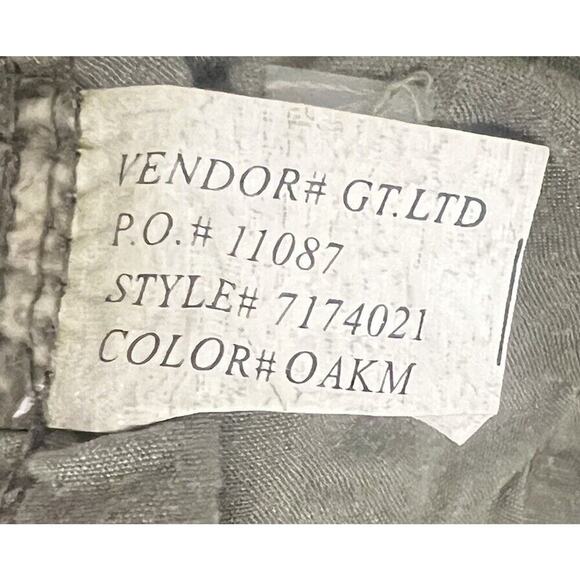 VENDOR# GT.LTD
P.O.# 11087
STYLE# 7174021
COLOR# OAKM